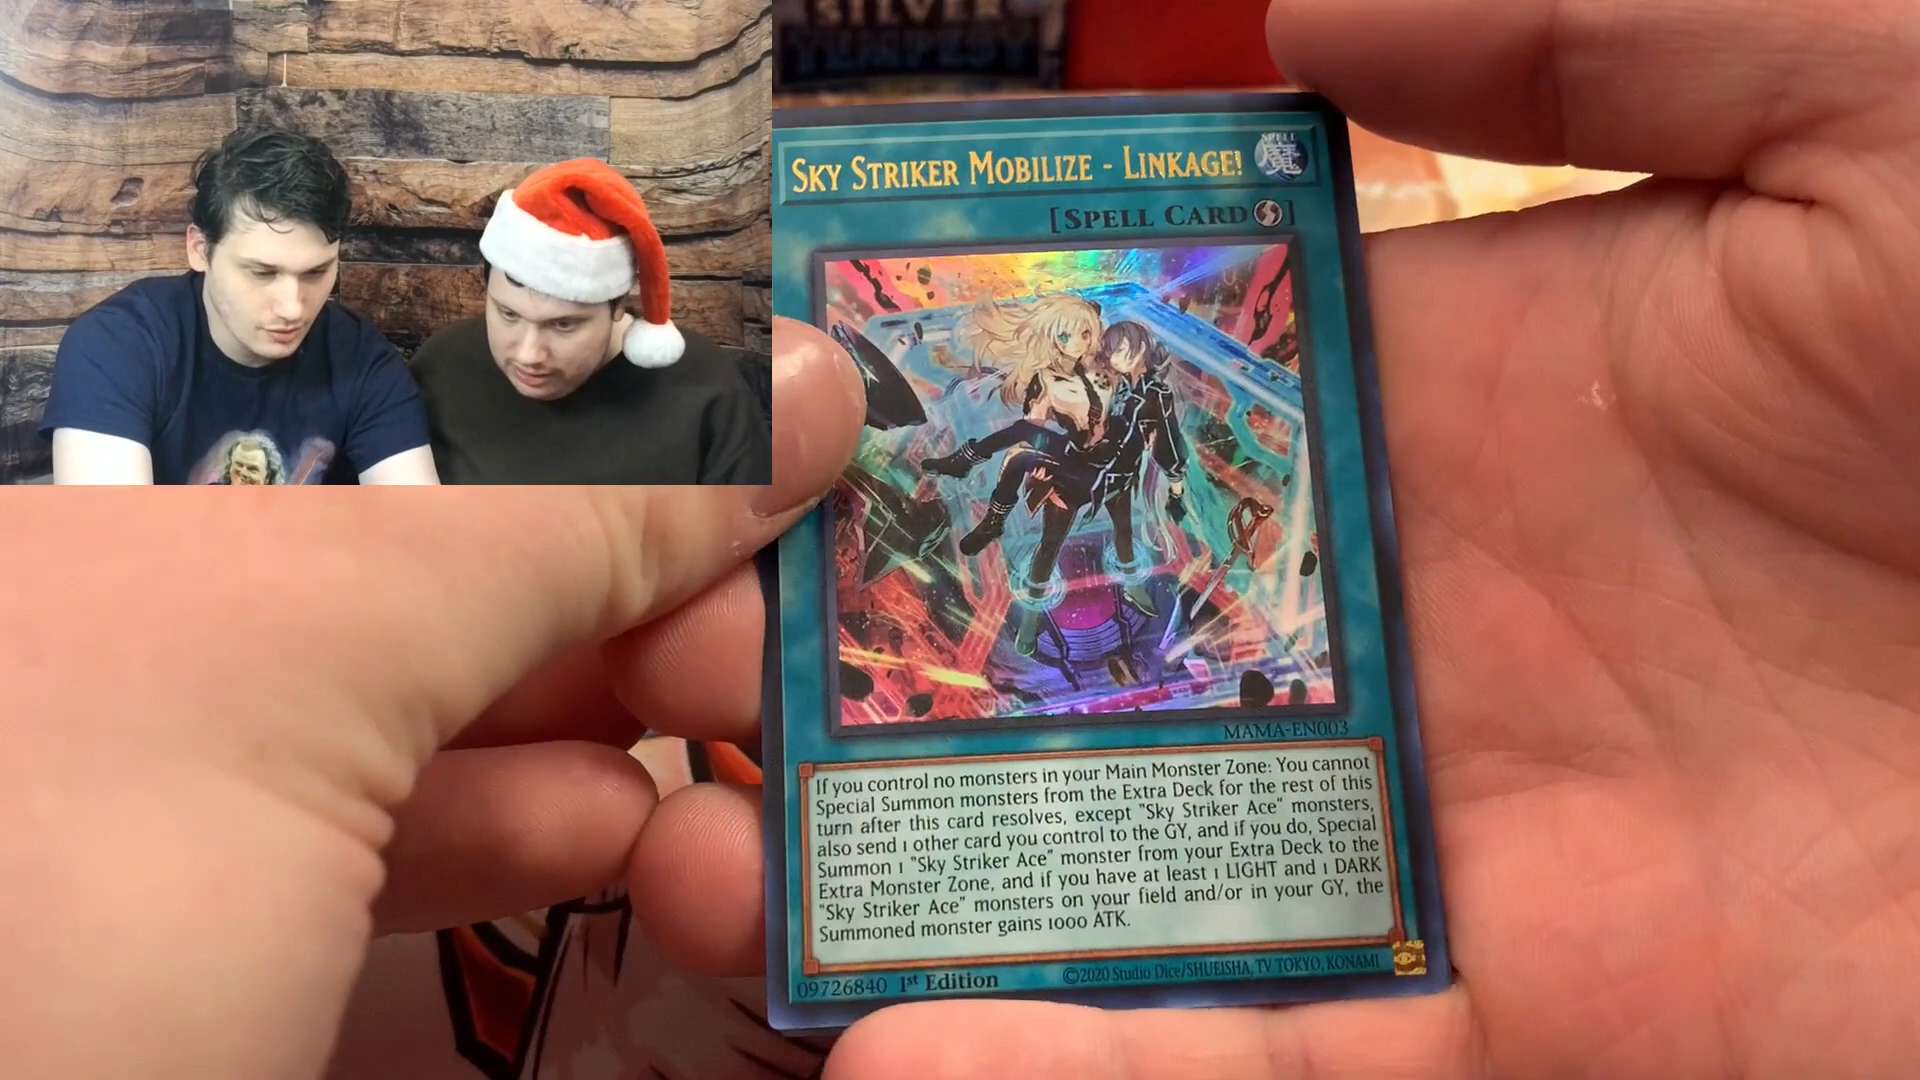 SILVER
TEMPEST
SKY STRIKER MOBILIZE - LINKAGE!
SPELL
魔
[SPELL CARD]
MAMA-EN003
If you control no monsters in your Main Monster Zone: You cannot
Special Summon monsters from the Extra Deck for the rest of this
turn after this card resolves, except "Sky Striker Ace" monsters,
also send 1 other card you control to the GY, and if you do, Special
Summon 1 "Sky Striker Ace" monster from your Extra Deck to the
Extra Monster Zone, and if you have at least 1 LIGHT and 1 DARK
"Sky Striker Ace" monsters on your field and/or in your GY, the
Summoned monster gains 1000 ATK.
09726840 1st Edition
©2020 Studio Dice/SHUEISHA, TV TOKYO, KONAMI